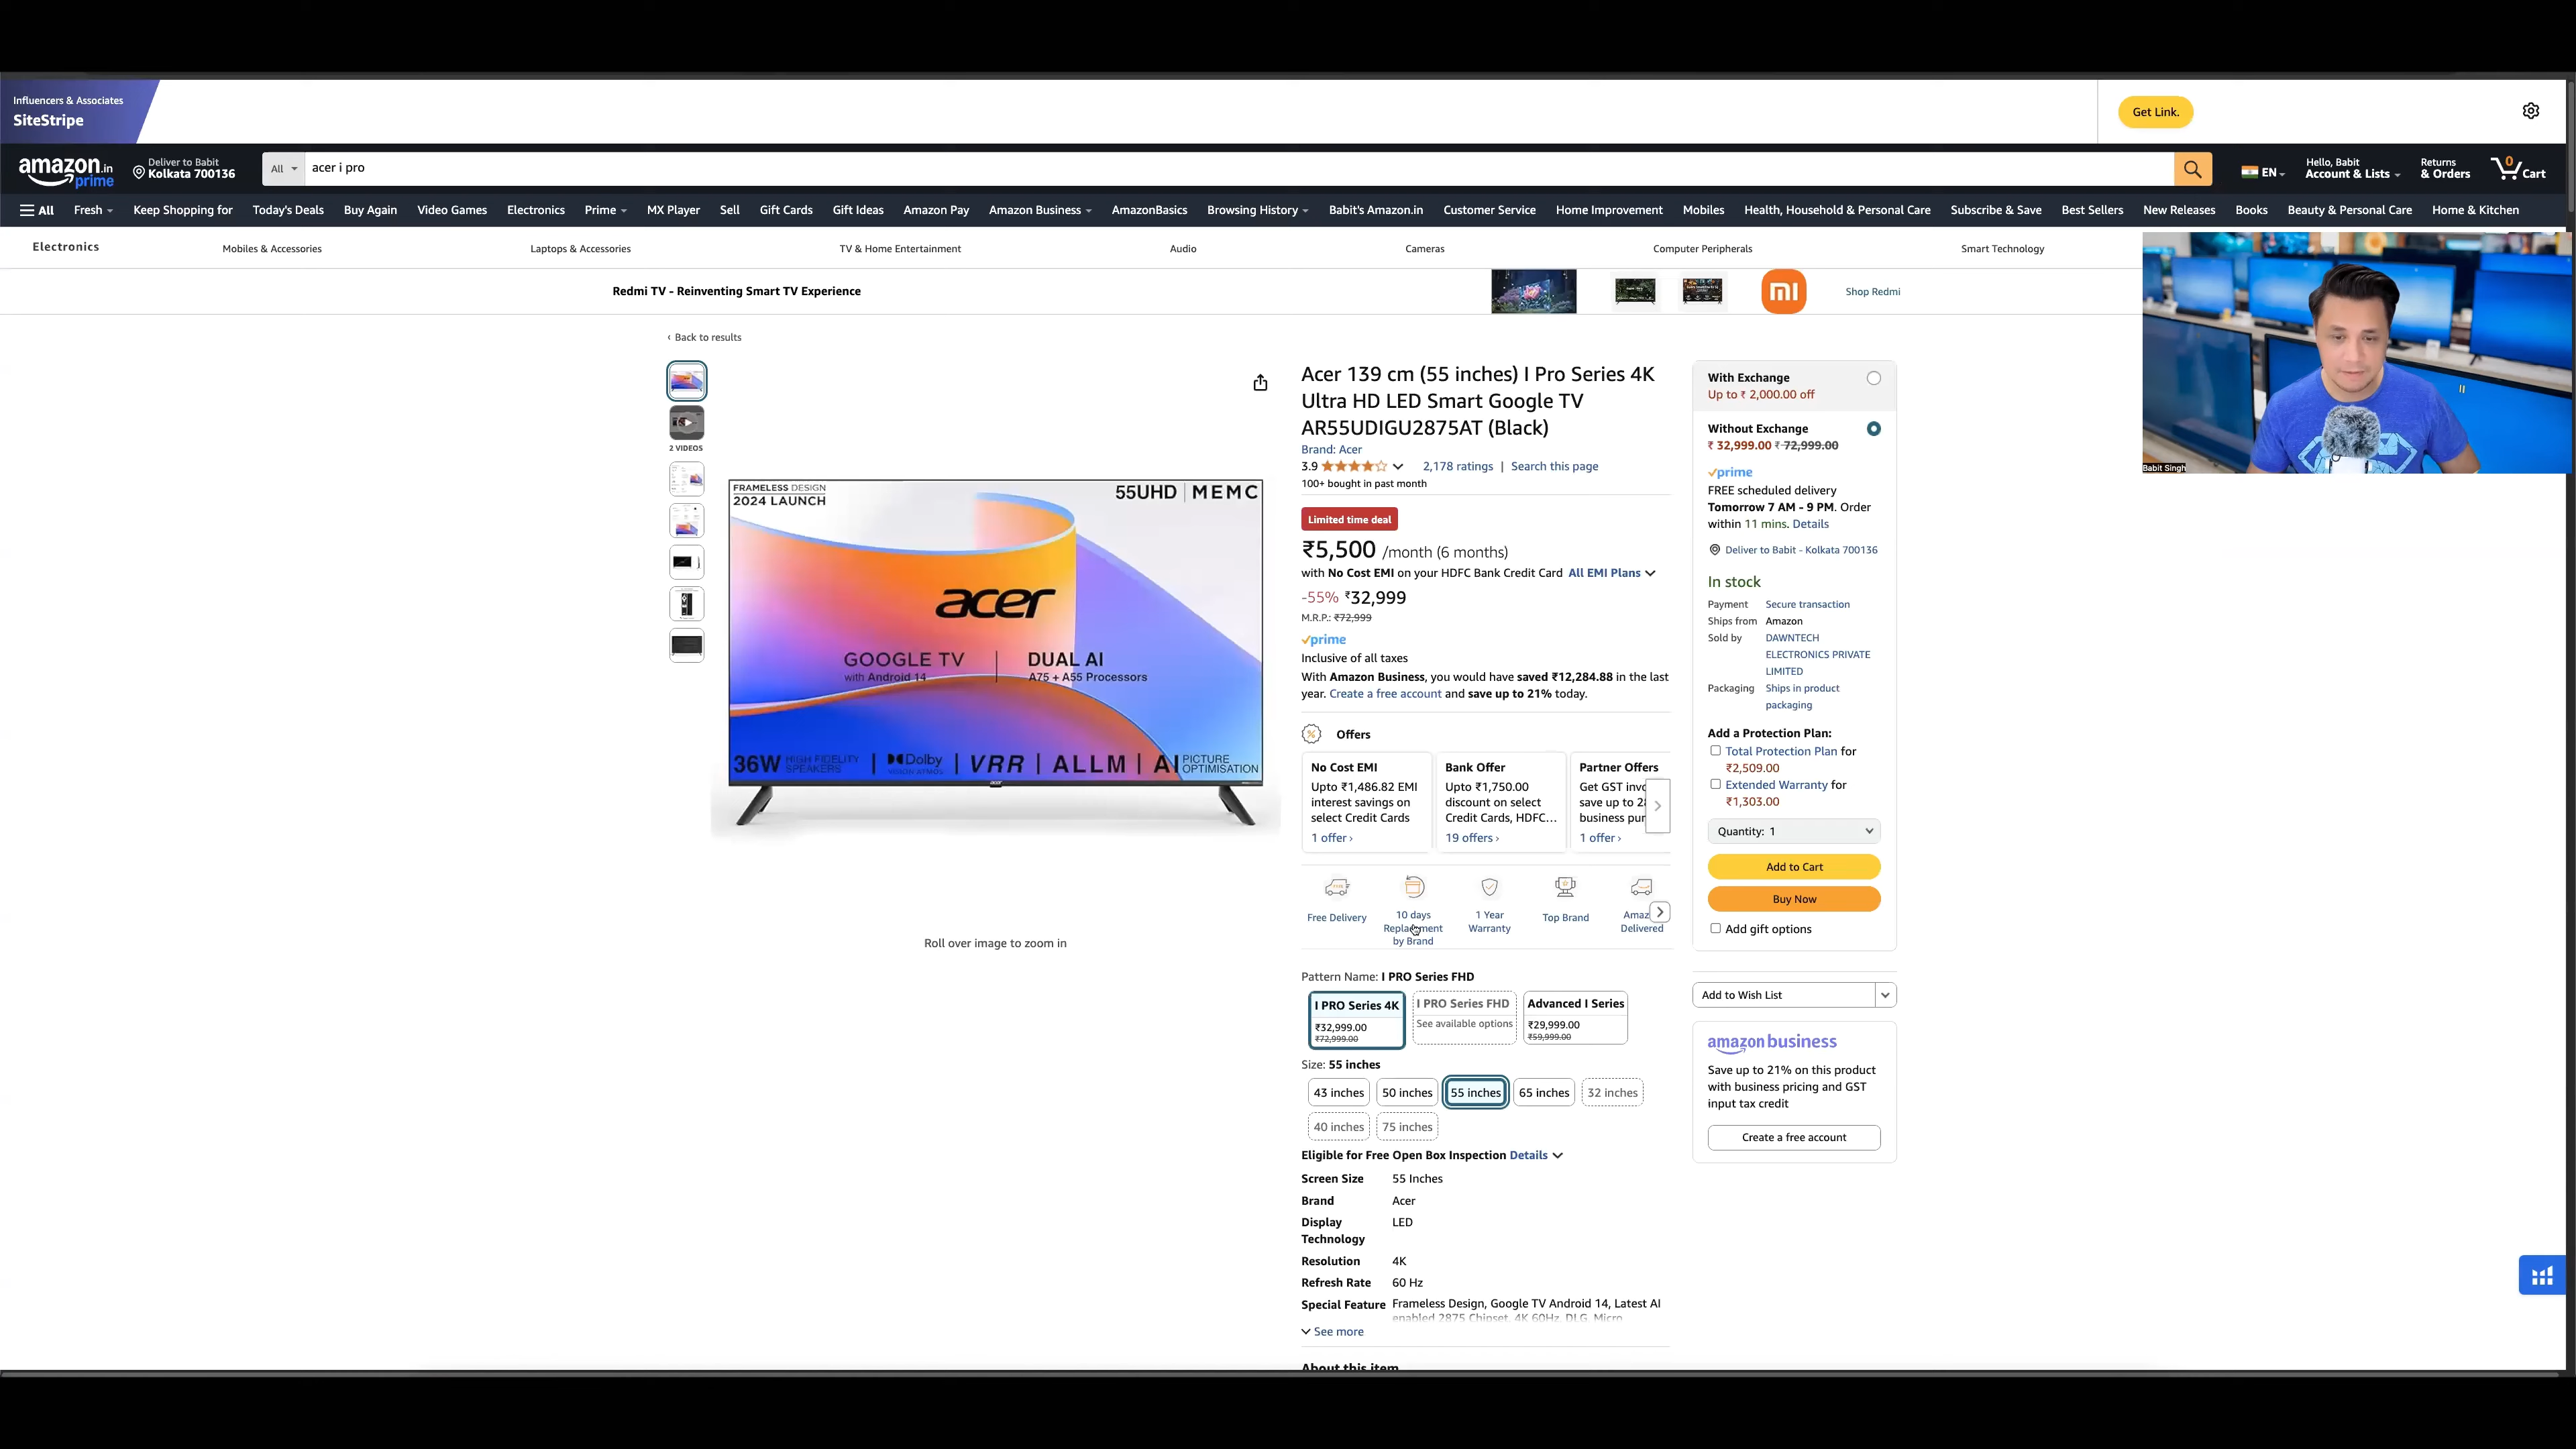 Influencers & Associates
SiteStripe
Get Link.
amazon.in
prime
Deliver to Babit
Kolkata 700136
All
acer i pro
EN
Hello, Babit
Account & Lists
Returns
& Orders
0
Cart
All
Fresh
Keep Shopping for
Today's Deals
Buy Again
Video Games
Electronics
Prime
MX Player
Sell
Gift Cards
Gift Ideas
Amazon Pay
Amazon Business
AmazonBasics
Browsing History
Babit's Amazon.in
Customer Service
Home Improvement
Mobiles
Health, Household & Personal Care
Subscribe & Save
Best Sellers
New Releases
Books
Beauty & Personal Care
Home & Kitchen
Electronics
Mobiles & Accessories
Laptops & Accessories
TV & Home Entertainment
Audio
Cameras
Computer Peripherals
Smart Technology
Redmi TV - Reinventing Smart TV Experience
mi
Shop Redmi
Babit Singh
‹ Back to results
2 VIDEOS
FRAMELESS DESIGN
2024 LAUNCH
55UHD | MEMC
acer
GOOGLE TV
with Android 14
DUAL AI
A75 + A55 Processors
36W HIGH FIDELITY SPEAKERS | Dolby VISION ATMOS | VRR | ALLM | AI PICTURE OPTIMISATION
acer
Roll over image to zoom in
Acer 139 cm (55 inches) I Pro Series 4K
Ultra HD LED Smart Google TV
AR55UDIGU2875AT (Black)
Brand: Acer
3.9
2,178 ratings | Search this page
100+ bought in past month
Limited time deal
₹5,500 /month (6 months)
with No Cost EMI on your HDFC Bank Credit Card All EMI Plans
-55% ₹32,999
M.R.P.: ₹72,999
prime
Inclusive of all taxes
With Amazon Business, you would have saved ₹12,284.88 in the last
year. Create a free account and save up to 21% today.
Offers
No Cost EMI
Upto ₹1,486.82 EMI
interest savings on
select Credit Cards
1 offer ›
Bank Offer
Upto ₹1,750.00
discount on select
Credit Cards, HDFC...
19 offers ›
Partner Offers
Get GST
save up to
business
1 offer ›
Free Delivery
10 days
Replacement
by Brand
1 Year
Warranty
Top Brand
Amaz
Delivered
Pattern Name: I PRO Series FHD
I PRO Series 4K
₹32,999.00
₹72,999.00
I PRO Series FHD
See available options
Advanced I Series
₹29,999.00
₹59,999.00
Size: 55 inches
43 inches
50 inches
55 inches
65 inches
32 inches
40 inches
75 inches
Eligible for Free Open Box Inspection Details
Screen Size 55 Inches
Brand Acer
Display
Technology
LED
Resolution 4K
Refresh Rate 60 Hz
Special Feature Frameless Design, Google TV Android 14, Latest AI
enabled 2875 Chipset, 4K 60Hz, DLG, Micro
See more
About this item
With Exchange
Up to ₹ 2,000.00 off
Without Exchange
₹ 32,999.00 ₹ 72,999.00
prime
FREE scheduled delivery
Tomorrow 7 AM - 9 PM. Order
within 11 mins. Details
Deliver to Babit - Kolkata 700136
In stock
Payment Secure transaction
Ships from Amazon
Sold by DAWNTECH
ELECTRONICS PRIVATE
LIMITED
Packaging Ships in product
packaging
Add a Protection Plan:
Total Protection Plan for
₹2,509.00
Extended Warranty for
₹1,303.00
Quantity: 1
Add to Cart
Buy Now
Add gift options
Add to Wish List
amazon business
Save up to 21% on this product
with business pricing and GST
input tax credit
Create a free account